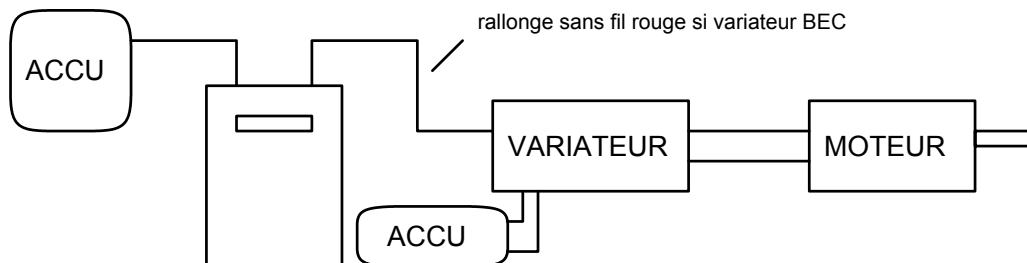 rallonge sans fil rouge si variateur BEC
ACCU
VARIATEUR
MOTEUR
ACCU